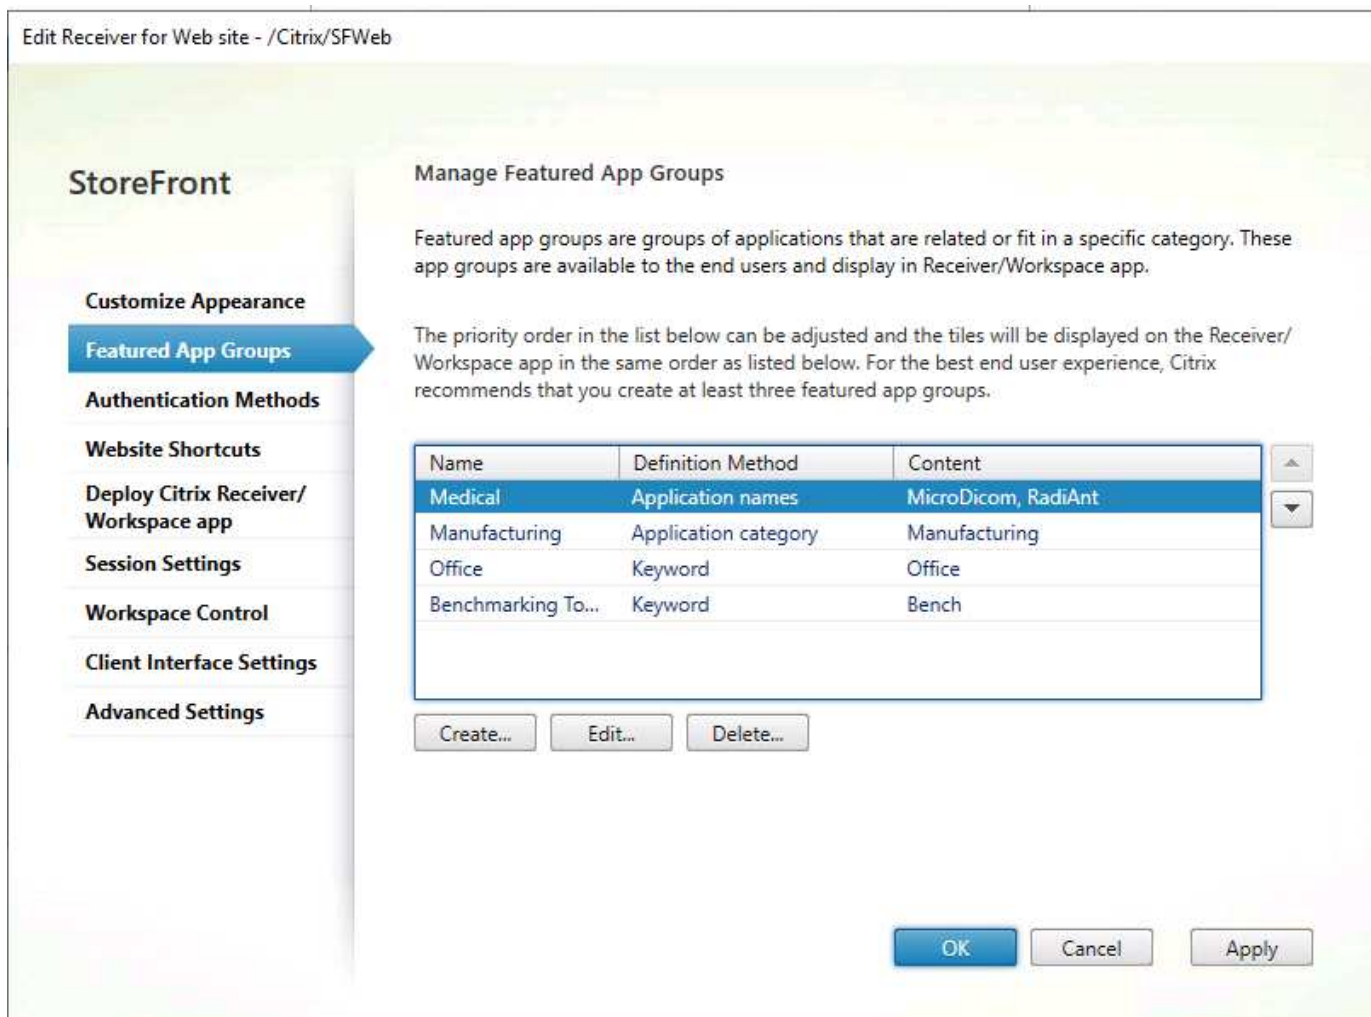 Edit Receiver for Web site - /Citrix/SFWeb
StoreFront
Customize Appearance
Featured App Groups
Authentication Methods
Website Shortcuts
Deploy Citrix Receiver/
Workspace app
Session Settings
Workspace Control
Client Interface Settings
Advanced Settings
Manage Featured App Groups
Featured app groups are groups of applications that are related or fit in a specific category. These
app groups are available to the end users and display in Receiver/Workspace app.
The priority order in the list below can be adjusted and the tiles will be displayed on the Receiver/
Workspace app in the same order as listed below. For the best end user experience, Citrix
recommends that you create at least three featured app groups.
Name Definition Method Content
Medical Application names MicroDicom, RadiAnt
Manufacturing Application category Manufacturing
Office Keyword Office
Benchmarking To... Keyword Bench
Create... Edit... Delete...
OK Cancel Apply